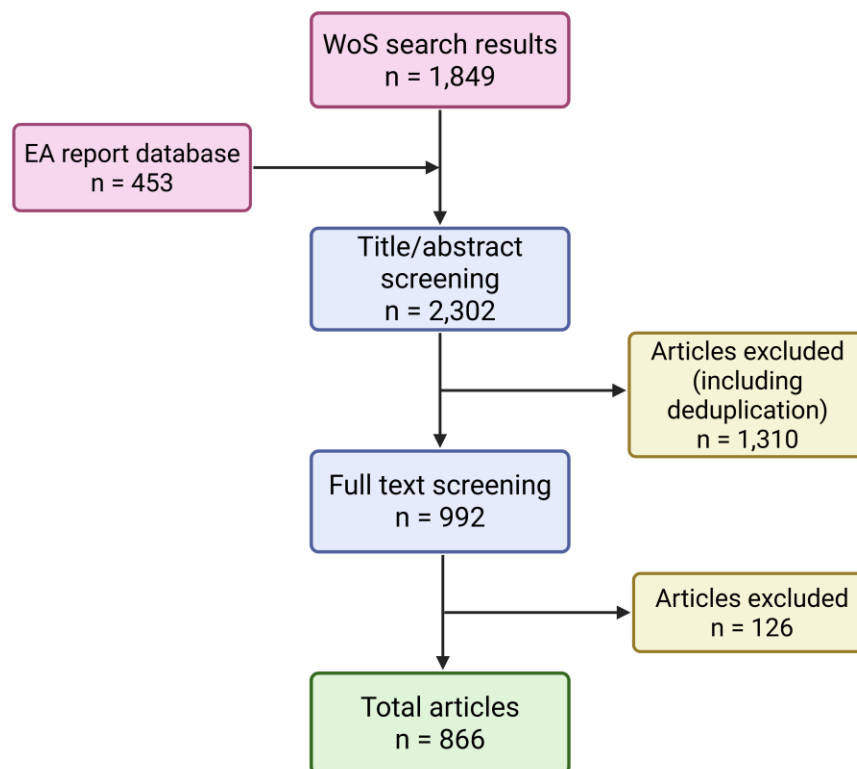 WoS search results
n = 1,849
EA report database
n = 453
Title/abstract
screening
n = 2,302
Articles excluded
(including
deduplication)
n = 1,310
Full text screening
n = 992
Articles excluded
n = 126
Total articles
n = 866